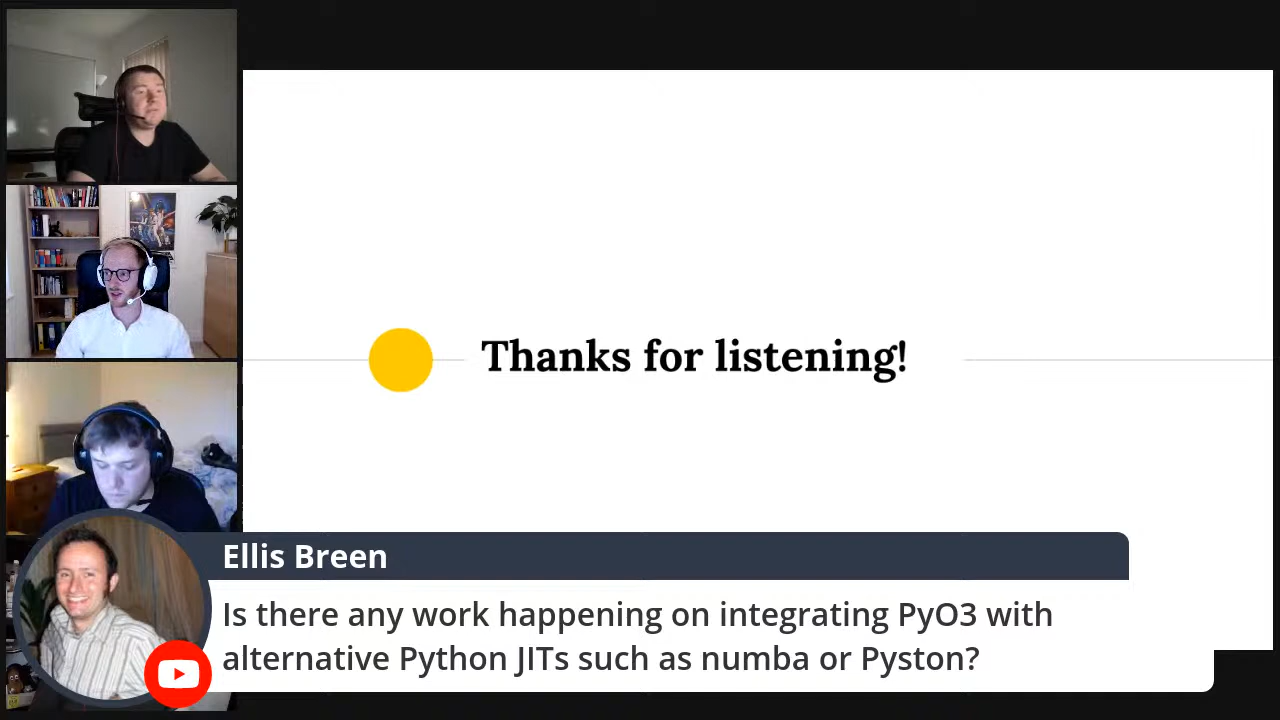 Thanks for listening!
Ellis Breen
Is there any work happening on integrating PyO3 with
alternative Python JITs such as numba or Pyston?